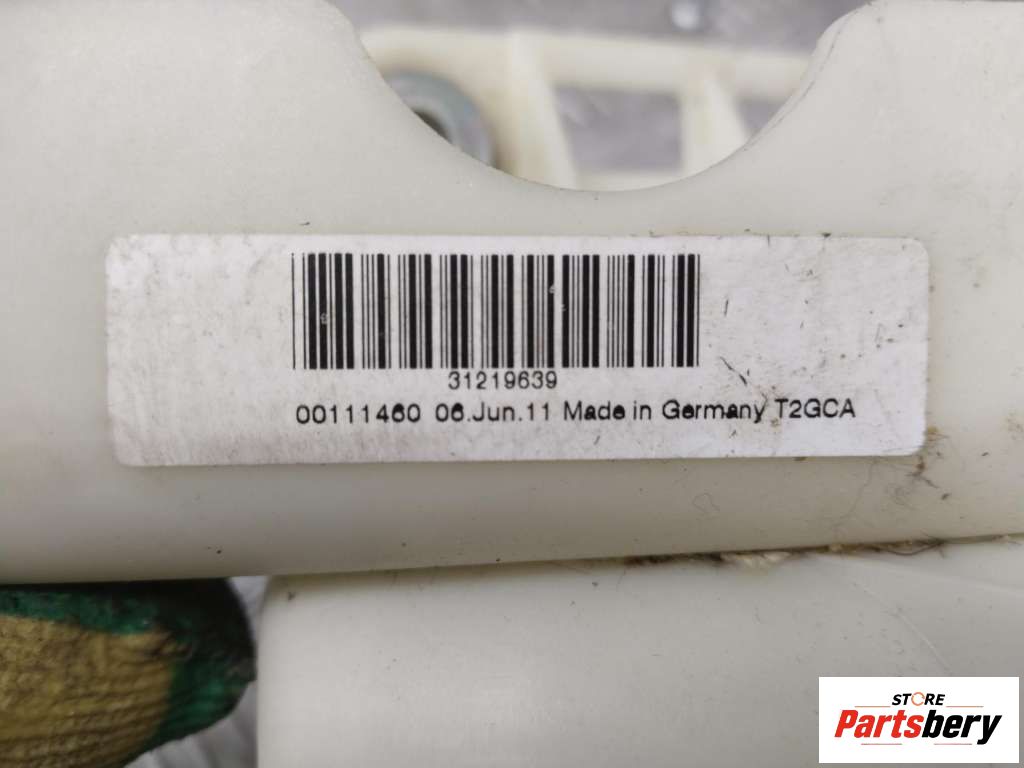 31219639
00111460 06.Jun.11 Made in Germany T2GCA
STORE
Partsbery